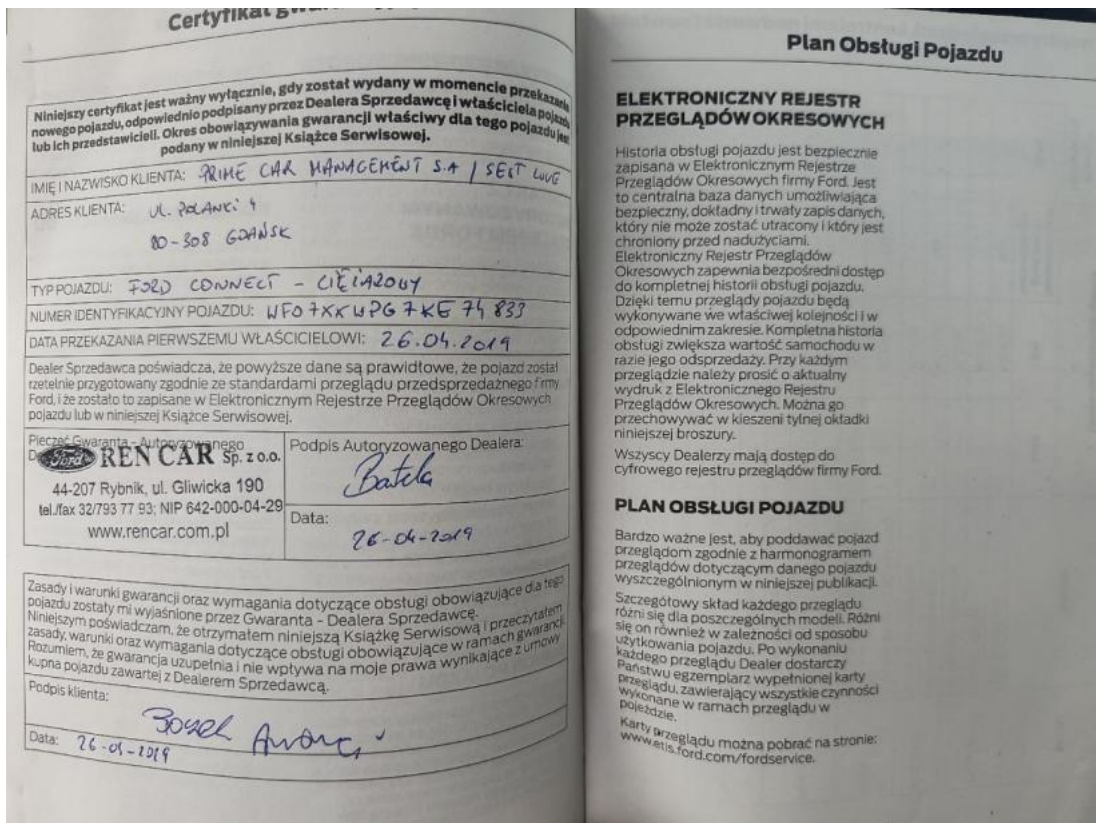 Certyfikat
Niniejszy certyfikat jest ważny wyłącznie, gdy został wydany w momencie przekazania
nowego pojazdu, odpowiednio podpisany przez Dealera Sprzedawcę i właściciela pojazdu
lub ich przedstawicieli. Okres obowiązywania gwarancji właściwy dla tego pojazdu jest
podany w niniejszej Książce Serwisowej.
IMIĘ I NAZWISKO KLIENTA: PRIME CAR MANAGEMENT S.A /
ADRES KLIENTA: UL. POLANKI 4
80-308 GDAŃSK
TYP POJAZDU: FORD CONNECT - CIĘŻAROWY
NUMER IDENTYFIKACYJNY POJAZDU: WF07XXWPG7KE74833
DATA PRZEKAZANIA PIERWSZEMU WŁAŚCICIELOWI: 26.04.2019
Dealer Sprzedawca poświadcza, że powyższe dane są prawidłowe, że pojazd został
rzetelnie przygotowany zgodnie ze standardami przeglądu przedsprzedażnego firmy
Ford, i że zostało to zapisane w Elektronicznym Rejestrze Przeglądów Okresowych
pojazdu lub w niniejszej Książce Serwisowej.
Pieczęć Gwaranta - Autoryzowanego
Ford REN CAR Sp. z o.o.
44-207 Rybnik, ul. Gliwicka 190
tel./fax 32/793 77 93; NIP 642-000-04-29
www.rencar.com.pl
Podpis Autoryzowanego Dealera:
Data:
26-04-2019
Zasady i warunki gwarancji oraz wymagania dotyczące obsługi obowiązujące dla tego
pojazdu zostały mi wyjaśnione przez Gwaranta - Dealera Sprzedawcę.
Niniejszym poświadczam, że otrzymałem niniejszą Książkę Serwisową i przeczytałem
zasady, warunki oraz wymagania dotyczące obsługi obowiązujące w ramach gwarancji.
Rozumiem, że gwarancja uzupełnia i nie wpływa na moje prawa wynikające z umowy
kupna pojazdu zawartej z Dealerem Sprzedawcą.
Podpis klienta:
Data: 26-04-2019
Plan Obsługi Pojazdu
ELEKTRONICZNY REJESTR
PRZEGLĄDÓW OKRESOWYCH
Historia obsługi pojazdu jest bezpiecznie
zapisana w Elektronicznym Rejestrze
Przeglądów Okresowych firmy Ford. Jest
to centralna baza danych umożliwiająca
bezpieczny, dokładny i trwały zapis danych,
który nie może zostać utracony i który jest
chroniony przed nadużyciami.
Elektroniczny Rejestr Przeglądów
Okresowych zapewnia bezpośredni dostęp
do kompletnej historii obsługi pojazdu.
Dzięki temu przeglądy pojazdu będą
wykonywane we właściwej kolejności i w
odpowiednim zakresie. Kompletna historia
obsługi zwiększa wartość samochodu w
razie jego odsprzedaży. Przy każdym
przeglądzie należy prosić o aktualny
wydruk z Elektronicznego Rejestru
Przeglądów Okresowych. Można go
przechowywać w kieszeni tylnej okładki
niniejszej broszury.
Wszyscy Dealerzy mają dostęp do
cyfrowego rejestru przeglądów firmy Ford.
PLAN OBSŁUGI POJAZDU
Bardzo ważne jest, aby poddawać pojazd
przeglądom zgodnie z harmonogramem
przeglądów dotyczącym danego pojazdu
wyszczególnionym w niniejszej publikacji.
Szczegółowy skład każdego przeglądu
różni się dla poszczególnych modeli. Różni
się on również w zależności od sposobu
użytkowania pojazdu. Po wykonaniu
każdego przeglądu Dealer dostarczy
Państwu egzemplarz wypełnionej karty
przeglądu, zawierający wszystkie czynności
wykonane w ramach przeglądu w
pojeździe.
Karty przeglądu można pobrać na stronie:
www.etis.ford.com/fordservice.